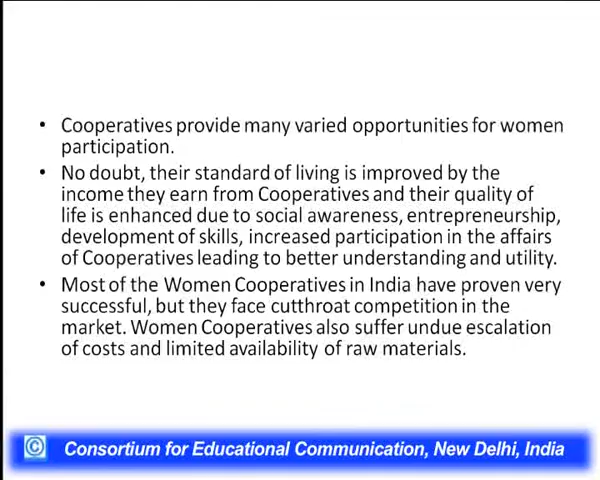 • Cooperatives provide many varied opportunities for women
participation.
• No doubt, their standard of living is improved by the
income they earn from Cooperatives and their quality of
life is enhanced due to social awareness, entrepreneurship,
development of skills, increased participation in the affairs
of Cooperatives leading to better understanding and utility.
• Most of the Women Cooperatives in India have proven very
successful, but they face cutthroat competition in the
market. Women Cooperatives also suffer undue escalation
of costs and limited availability of raw materials.
© Consortium for Educational Communication, New Delhi, India